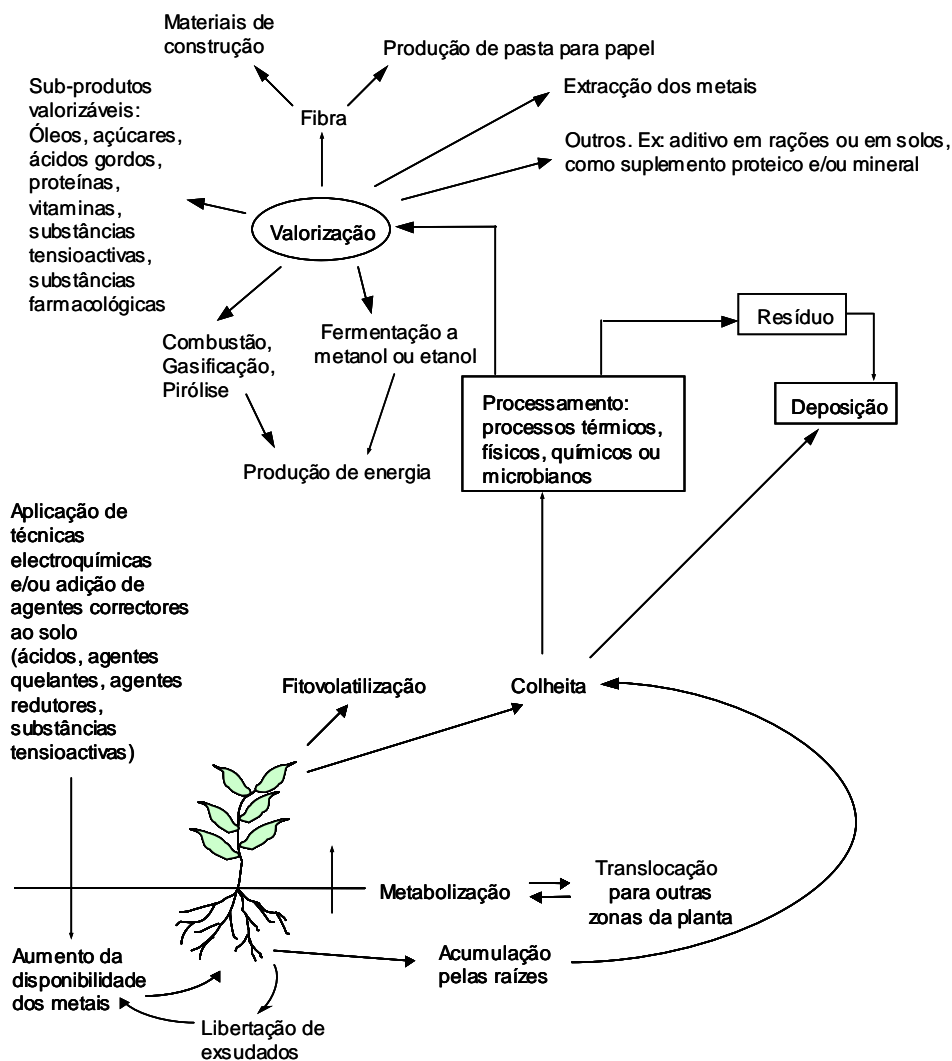 Materiais de
construção
Produção de pasta para papel
Sub-produtos
valorizáveis:
Óleos, açúcares,
ácidos gordos,
proteínas,
vitaminas,
substâncias
tensioactivas,
substâncias
farmacológicas
Fibra
Extracção dos metais
Outros. Ex: aditivo em rações ou em solos,
como suplemento proteico e/ou mineral
Valorização
Combustão,
Gasificação,
Pirólise
Fermentação a
metanol ou etanol
Produção de energia
Processamento:
processos térmicos,
físicos, químicos ou
microbianos
Resíduo
Deposição
Aplicação de
técnicas
electroquímicas
e/ou adição de
agentes correctores
ao solo
(ácidos, agentes
quelantes, agentes
redutores,
substâncias
tensioactivas)
Fitovolatilização
Colheita
Metabolização
Translocação
para outras
zonas da planta
Acumulação
pelas raízes
Aumento da
disponibilidade
dos metais
Libertação de
exsudados